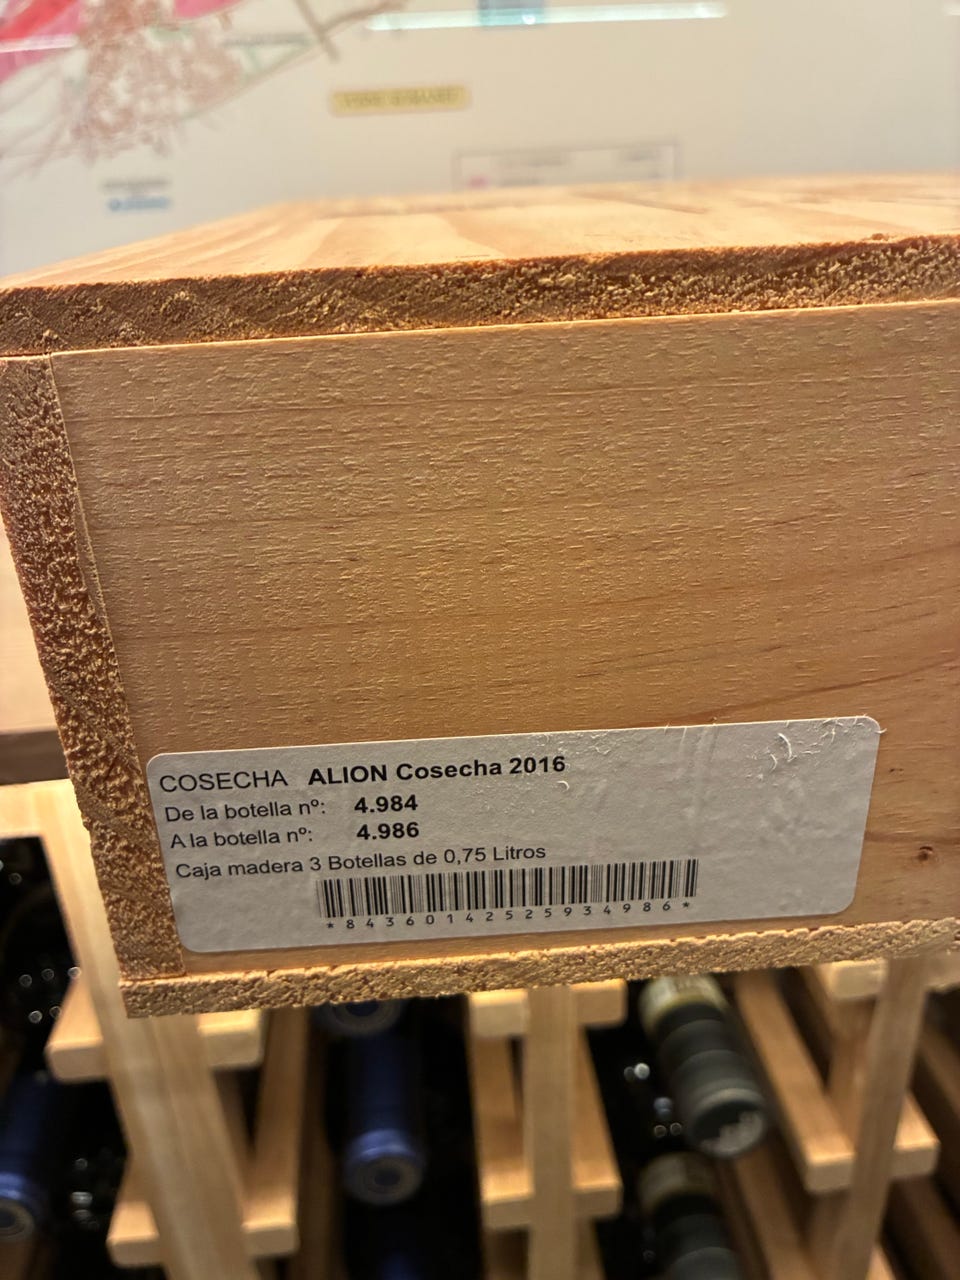 COSECHA ALION Cosecha 2016
De la botella nº: 4.984
A la botella nº: 4.986
Caja madera 3 Botellas de 0,75 Litros
*8436014252593 4986*